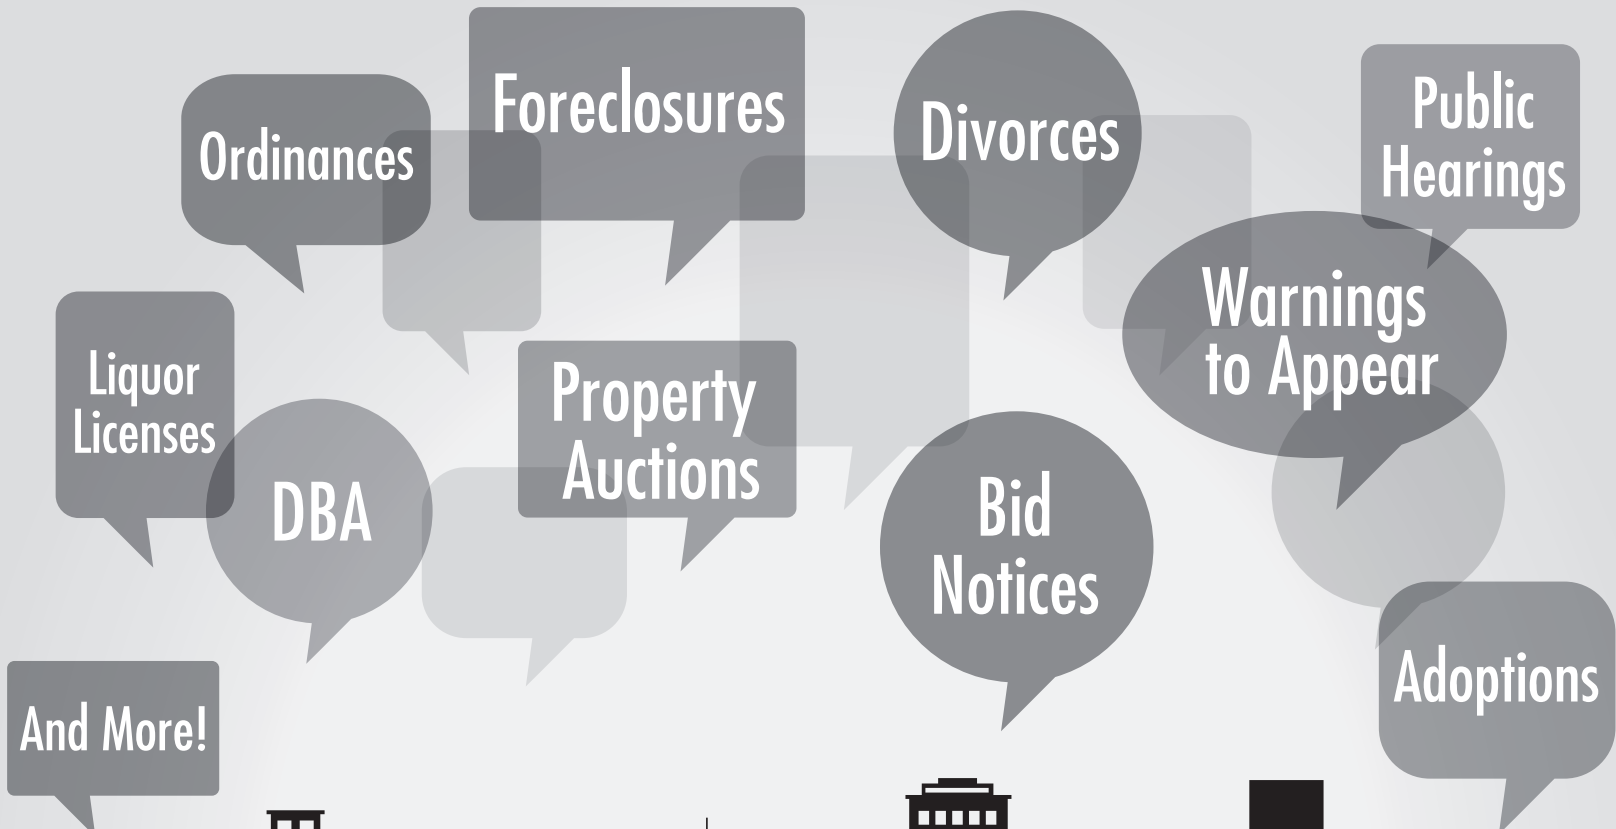 Foreclosures
Divorces
Public
Hearings
Ordinances
Warnings
to Appear
Liquor
Licenses
Property
Auctions
DBA
Bid
Notices
Adoptions
And More!